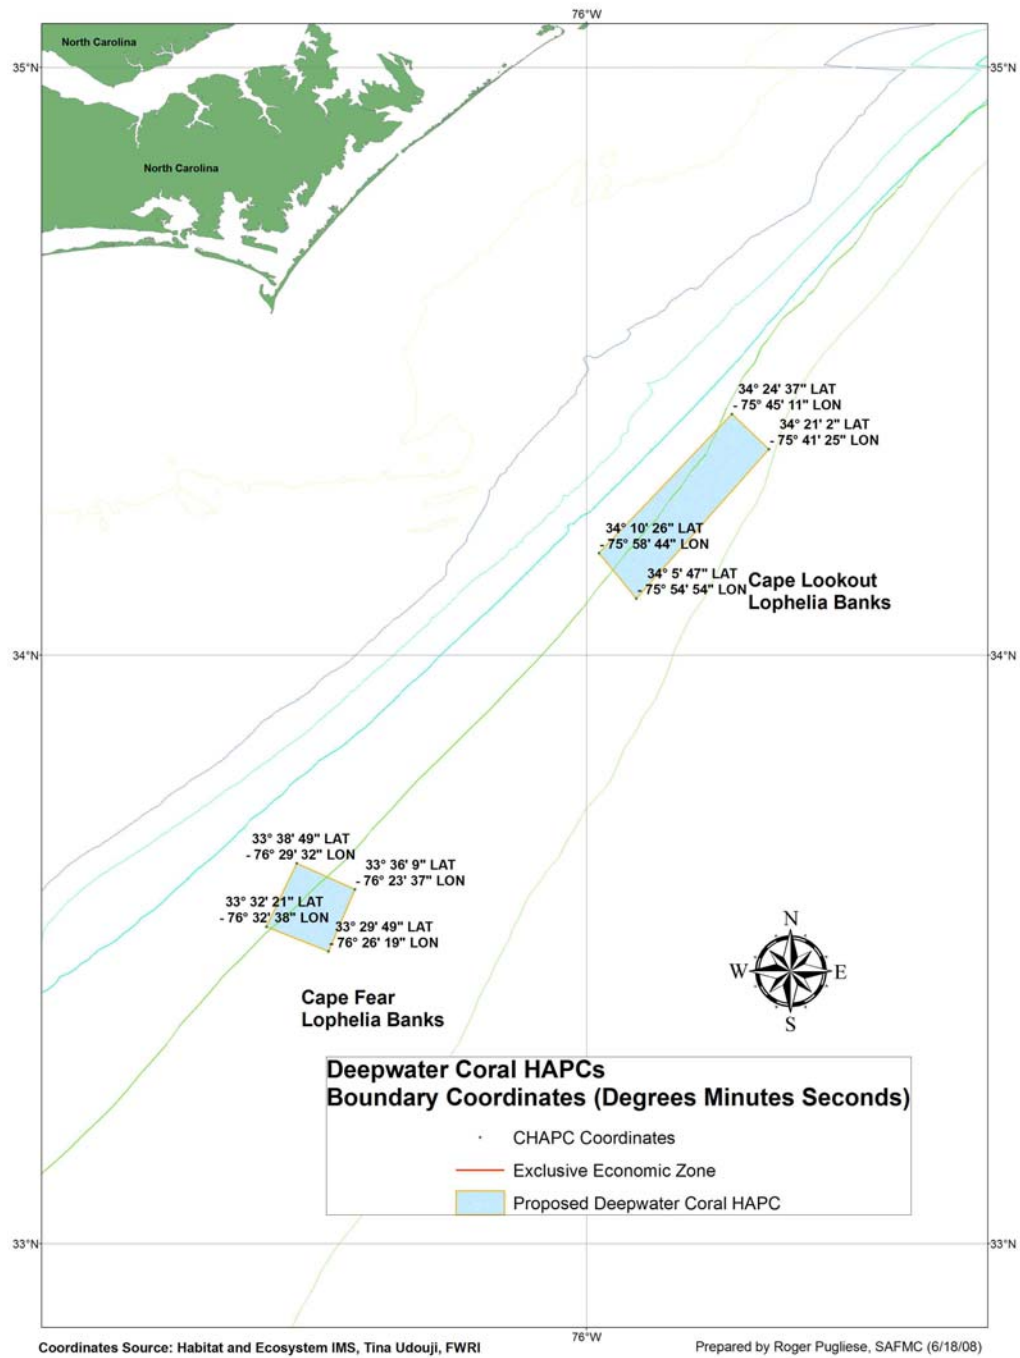 76°W
North Carolina
35°N
35°N
North Carolina
34° 24' 37" LAT
- 75° 45' 11" LON
34° 21' 2" LAT
- 75° 41' 25" LON
34° 10' 26" LAT
- 75° 58' 44" LON
34° 5' 47" LAT
- 75° 54' 54" LON
Cape Lookout
Lophelia Banks
34°N
34°N
33° 38' 49" LAT
- 76° 29' 32" LON
33° 36' 9" LAT
- 76° 23' 37" LON
33° 32' 21" LAT
- 76° 32' 38" LON
33° 29' 49" LAT
- 76° 26' 19" LON
Cape Fear
Lophelia Banks
N
W
E
S
Deepwater Coral HAPCs
Boundary Coordinates (Degrees Minutes Seconds)
CHAPC Coordinates
Exclusive Economic Zone
Proposed Deepwater Coral HAPC
33°N
33°N
76°W
Coordinates Source: Habitat and Ecosystem IMS, Tina Udouji, FWRI
Prepared by Roger Pugliese, SAFMC (6/18/08)